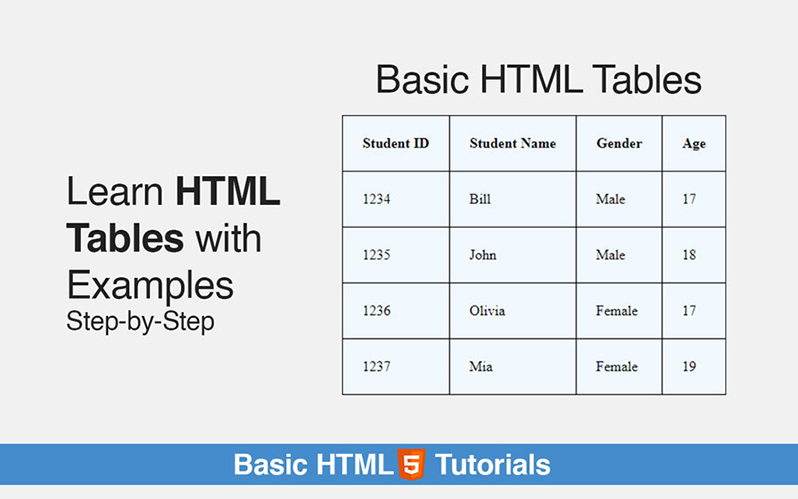 Basic HTML Tables
Learn HTML
Tables with
Examples
Step-by-Step
Student ID Student Name Gender Age
1234 Bill Male 17
1235 John Male 18
1236 Olivia Female 17
1237 Mia Female 19
Basic HTML 5 Tutorials